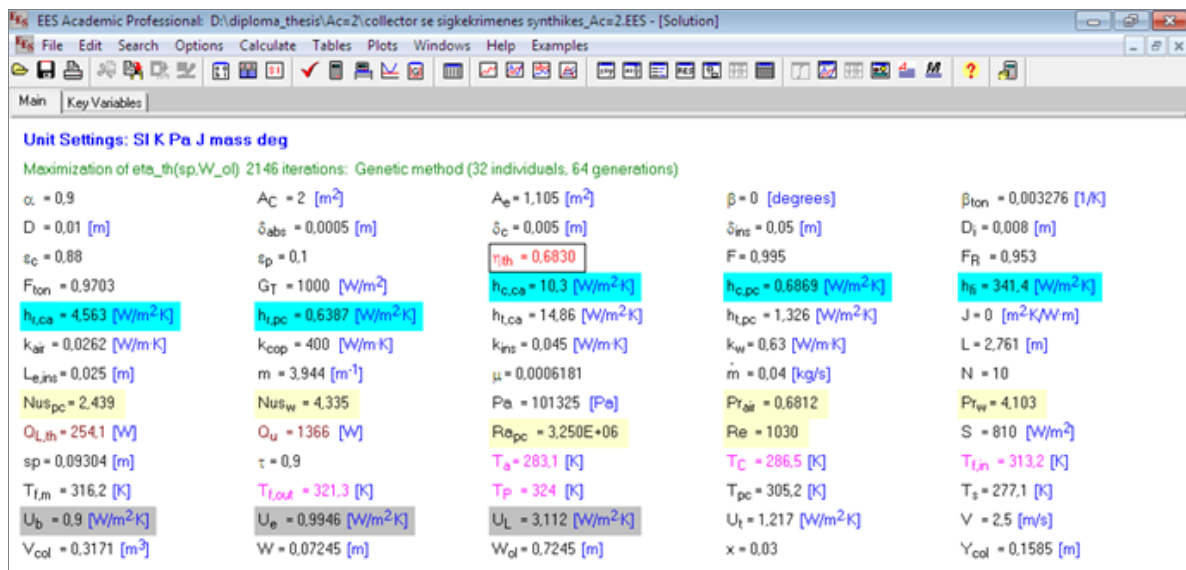 EES Academic Professional: D:\diploma_thesis\Ac=2\collector se sigkekrimenes synthikes_Ac=2.EES - [Solution]
File Edit Search Options Calculate Tables Plots Windows Help Examples
Main Key Variables
Unit Settings: SI K Pa J mass deg
Maximization of eta_th(sp,W_ol) 2146 iterations: Genetic method (32 individuals, 64 generations)
α = 0,9 A_C = 2 [m²] A_e = 1,105 [m²] β = 0 [degrees] β_ton = 0,003276 [1/K]
D = 0,01 [m] δ_abs = 0,0005 [m] δ_c = 0,005 [m] δ_ins = 0,05 [m] D_i = 0,008 [m]
ε_c = 0,88 ε_p = 0,1 η_th = 0,6830 F = 0,995 F_R = 0,953
F_ton = 0,9703 G_T = 1000 [W/m²] h_c,ca = 10,3 [W/m²K] h_c,pc = 0,6869 [W/m²K] h_fi = 341,4 [W/m²K]
h_r,ca = 4,563 [W/m²K] h_r,pc = 0,6387 [W/m²K] h_t,ca = 14,86 [W/m²K] h_t,pc = 1,326 [W/m²K] J = 0 [m²K/W·m]
k_air = 0,0262 [W/m·K] k_cop = 400 [W/m·K] k_ins = 0,045 [W/m·K] k_w = 0,63 [W/m·K] L = 2,761 [m]
L_e,ins = 0,025 [m] m = 3,944 [m⁻¹] μ = 0,0006181 ṁ = 0,04 [kg/s] N = 10
Nus_pc = 2,439 Nus_w = 4,335 Pa = 101325 [Pa] Pr_air = 0,6812 Pr_w = 4,103
Q_L,th = 254,1 [W] Q_u = 1366 [W] Ra_pc = 3,250E+06 Re = 1030 S = 810 [W/m²]
sp = 0,09304 [m] τ = 0,9 T_a = 283,1 [K] T_C = 286,5 [K] T_f,in = 313,2 [K]
T_f,m = 316,2 [K] T_f,out = 321,3 [K] T_P = 324 [K] T_pc = 305,2 [K] T_s = 277,1 [K]
U_b = 0,9 [W/m²K] U_e = 0,9946 [W/m²K] U_L = 3,112 [W/m²K] U_t = 1,217 [W/m²K] V = 2,5 [m/s]
V_col = 0,3171 [m³] W = 0,07245 [m] W_ol = 0,7245 [m] x = 0,03 Y_col = 0,1585 [m]